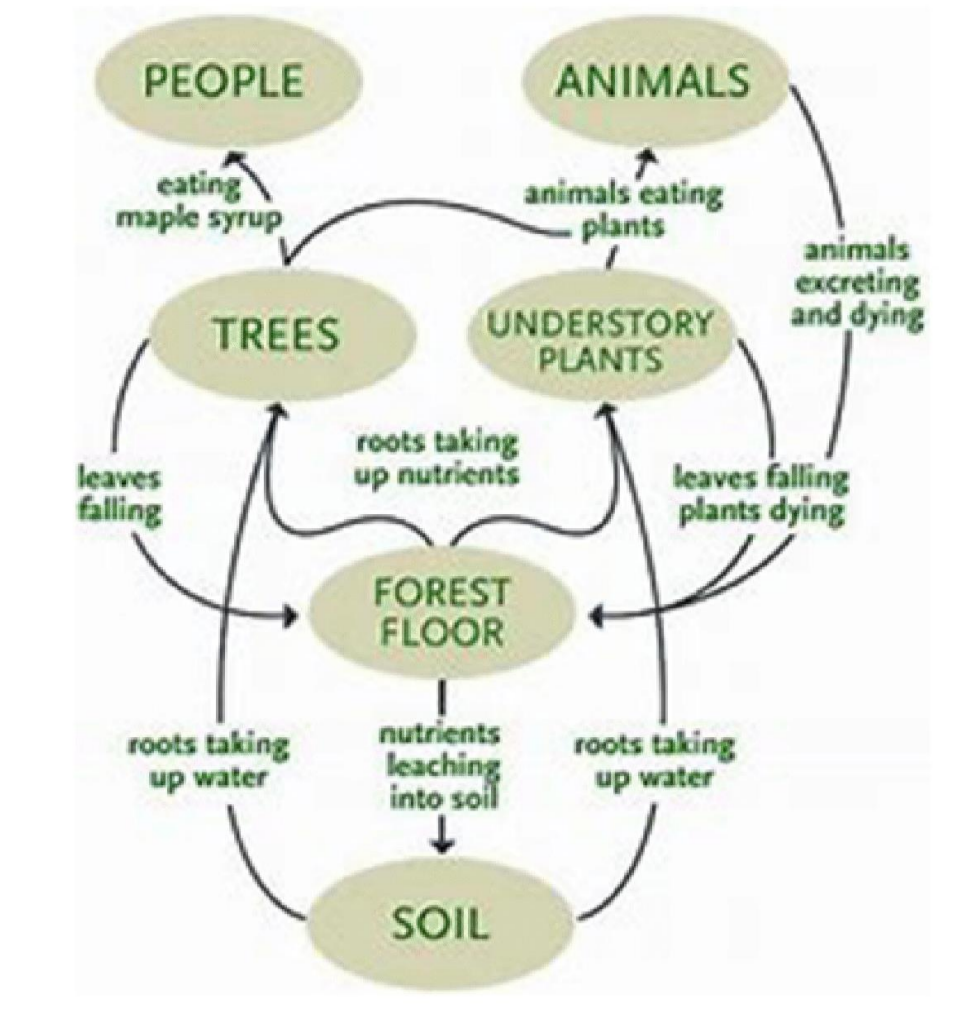 PEOPLE
ANIMALS
eating
maple syrup
animals eating
plants
animals
excreting
and dying
TREES
UNDERSTORY
PLANTS
roots taking
up nutrients
leaves
falling
leaves falling
plants dying
FOREST
FLOOR
roots taking
up water
nutrients
leaching
into soil
roots taking
up water
SOIL